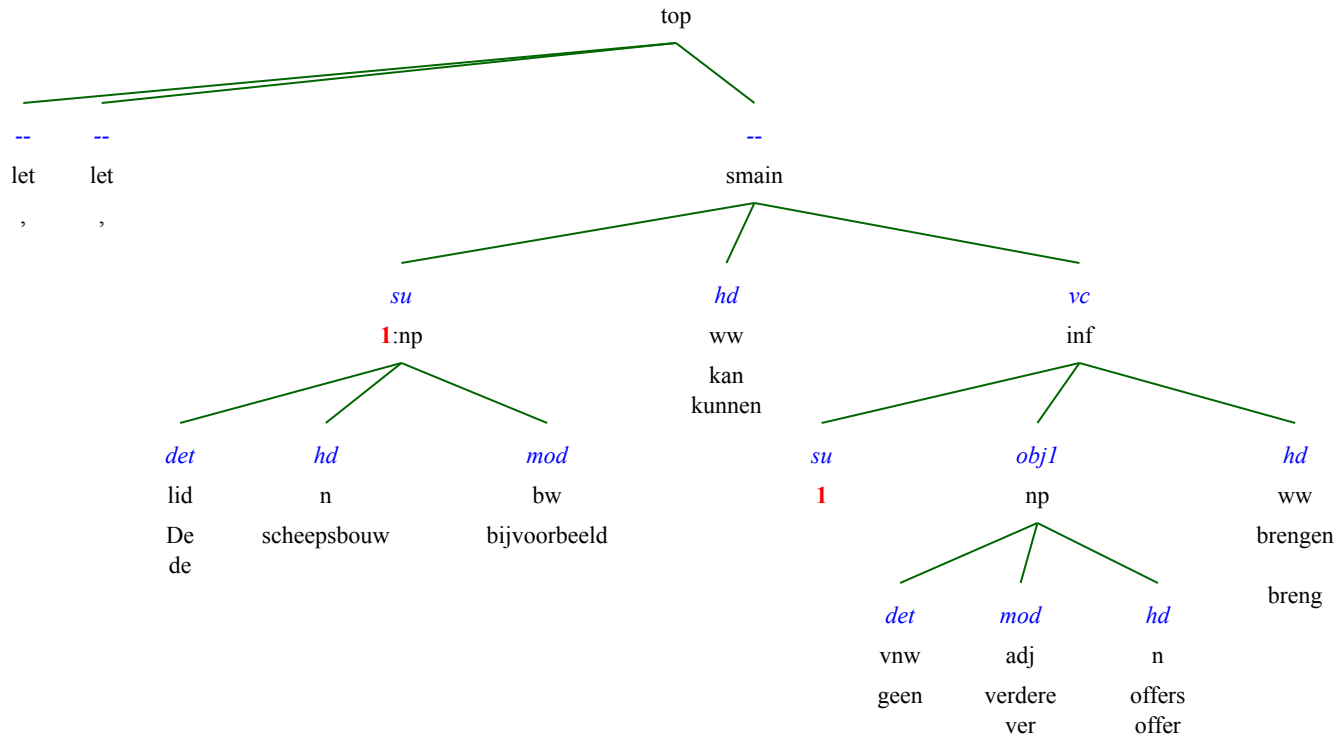 top
-- -- --
let let smain
, ,
su hd vc
1:np ww inf
kan
kunnen
det hd mod su obj1 hd
lid n bw 1 np ww
De scheepsbouw bijvoorbeeld brengen
de
breng
det mod hd
vnw adj n
geen verdere offers
ver offer